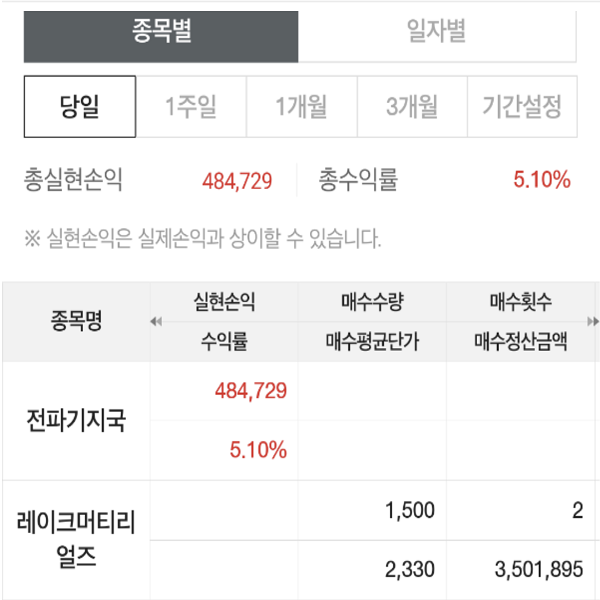 종목별 일자별
당일 1주일 1개월 3개월 기간설정
총실현손익 484,729 총수익률 5.10%
※ 실현손익은 실제손익과 상이할 수 있습니다.
종목명 실현손익 매수수량 매수횟수
수익률 매수평균단가 매수정산금액
전파기지국 484,729
5.10%
레이크머티리 1,500 2
얼즈 2,330 3,501,895